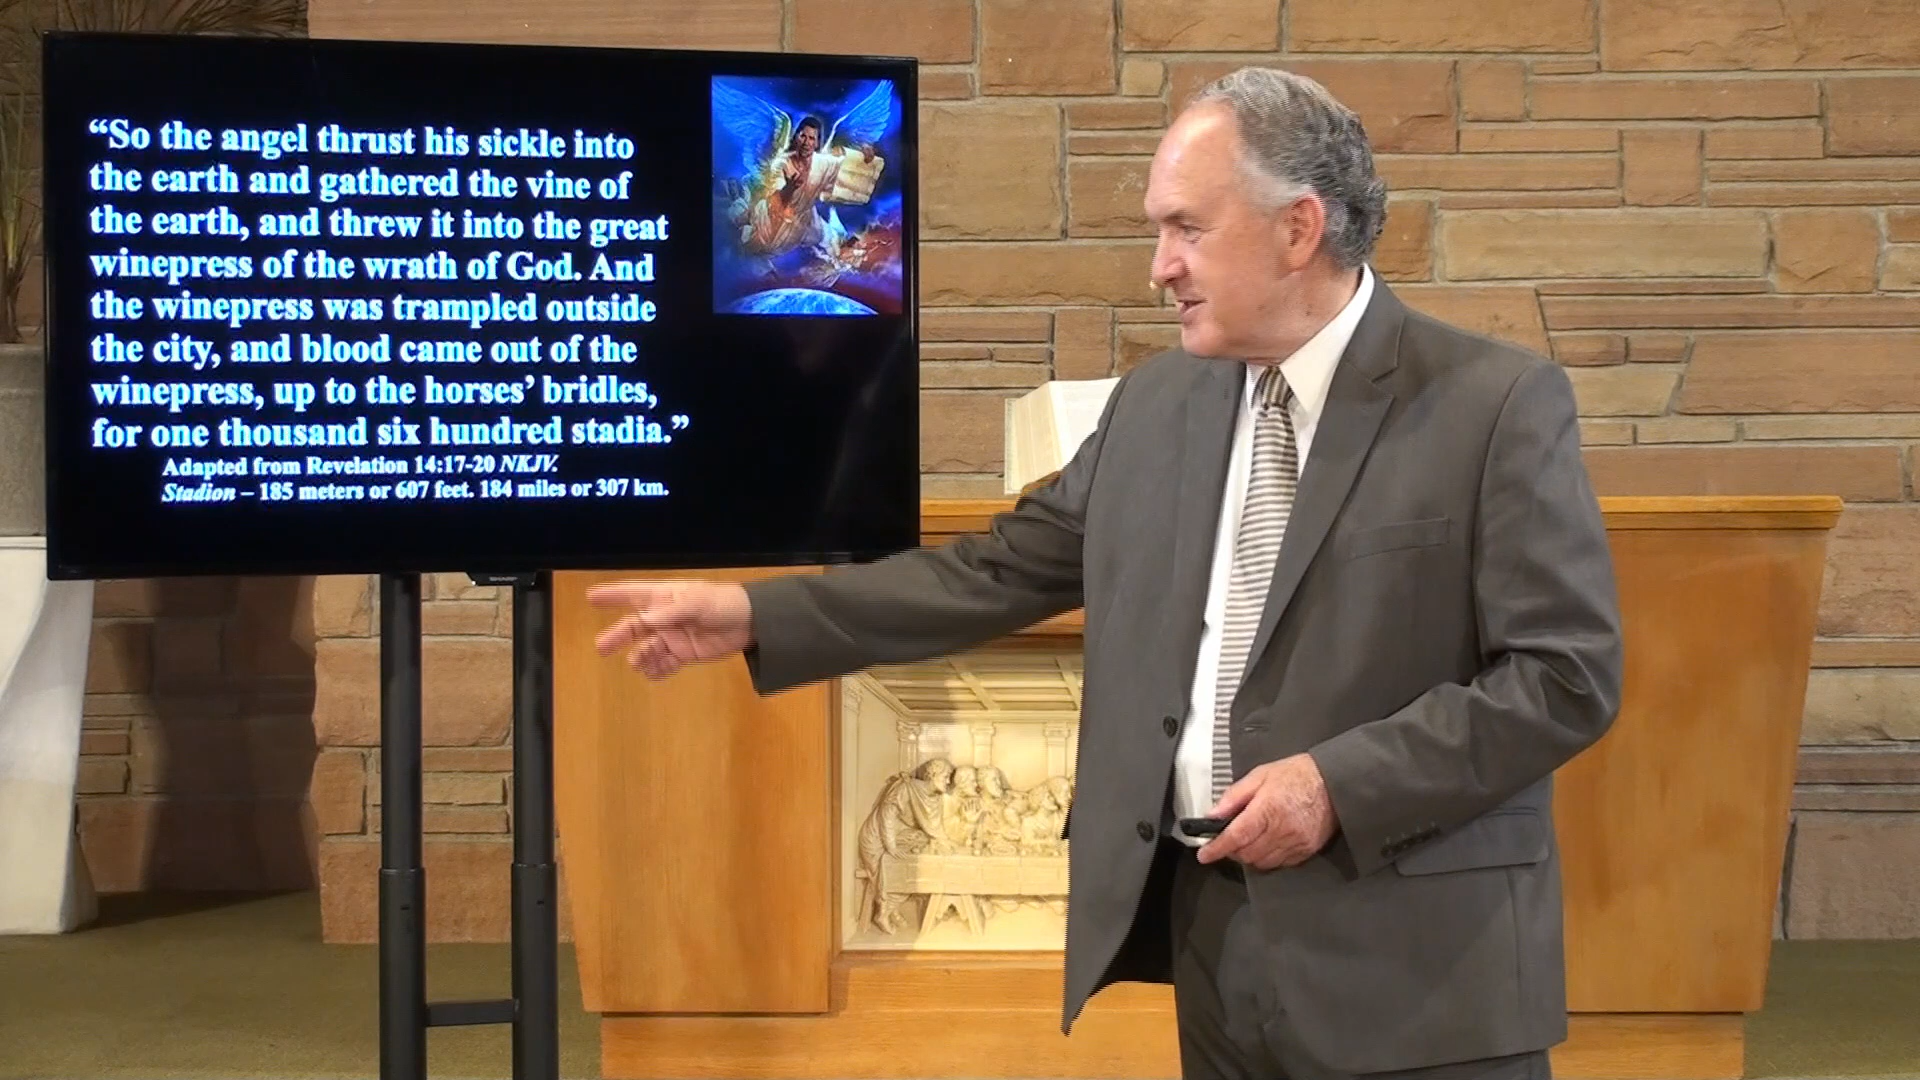 “So the angel thrust his sickle into
the earth and gathered the vine of
the earth, and threw it into the great
winepress of the wrath of God. And
the winepress was trampled outside
the city, and blood came out of the
winepress, up to the horses’ bridles,
for one thousand six hundred stadia.”
Adapted from Revelation 14:17-20 NKJV.
Stadion – 185 meters or 607 feet. 184 miles or 307 km.
SHARP